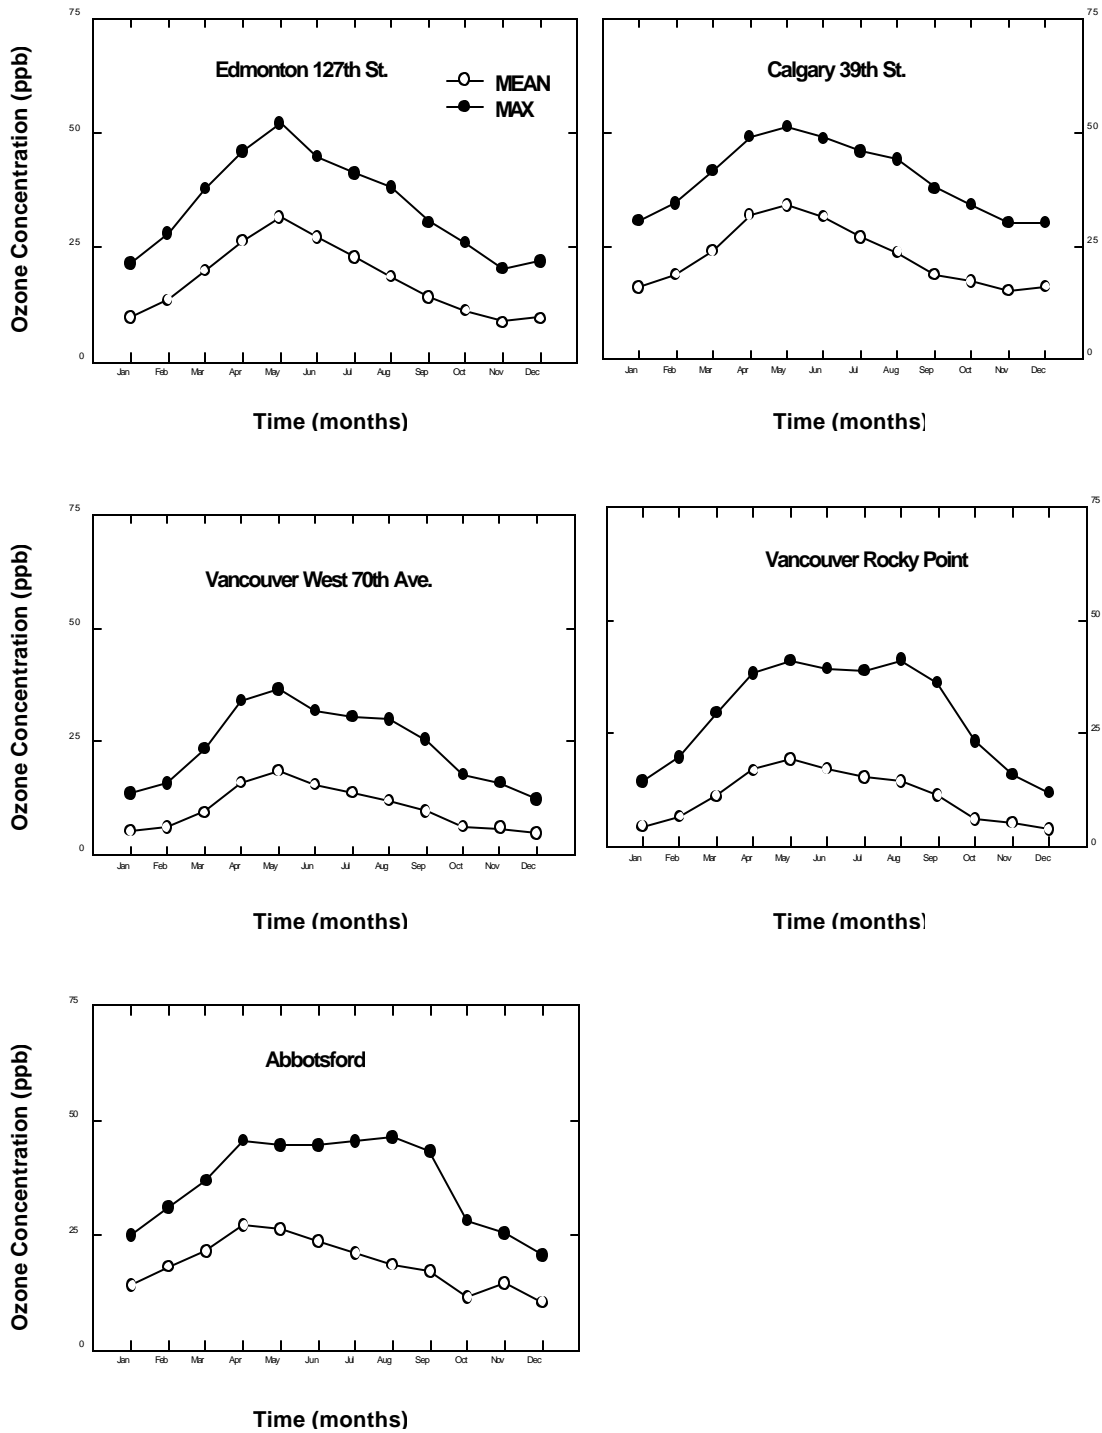 75
75
Edmonton 127th St.
Calgary 39th St.
MEAN
MAX
Ozone Concentration (ppb)
50
50
25
25
0
0
Jan Feb Mar Apr May Jun Jul Aug Sep Oct Nov Dec
Jan Feb Mar Apr May Jun Jul Aug Sep Oct Nov Dec
Time (months)
Time (months)
75
75
Vancouver West 70th Ave.
Vancouver Rocky Point
Ozone Concentration (ppb)
50
50
25
25
0
0
Jan Feb Mar Apr May Jun Jul Aug Sep Oct Nov Dec
Jan Feb Mar Apr May Jun Jul Aug Sep Oct Nov Dec
Time (months)
Time (months)
75
Abbotsford
Ozone Concentration (ppb)
50
25
0
Jan Feb Mar Apr May Jun Jul Aug Sep Oct Nov Dec
Time (months)